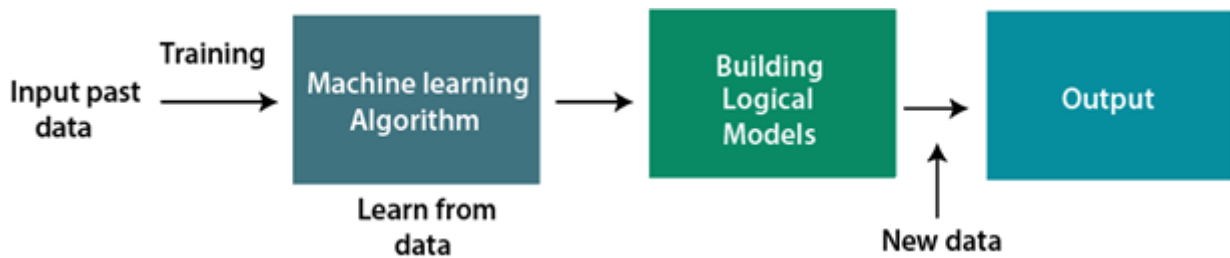 Training
Input past
data
Machine learning
Algorithm
Learn from
data
Building
Logical
Models
New data
Output